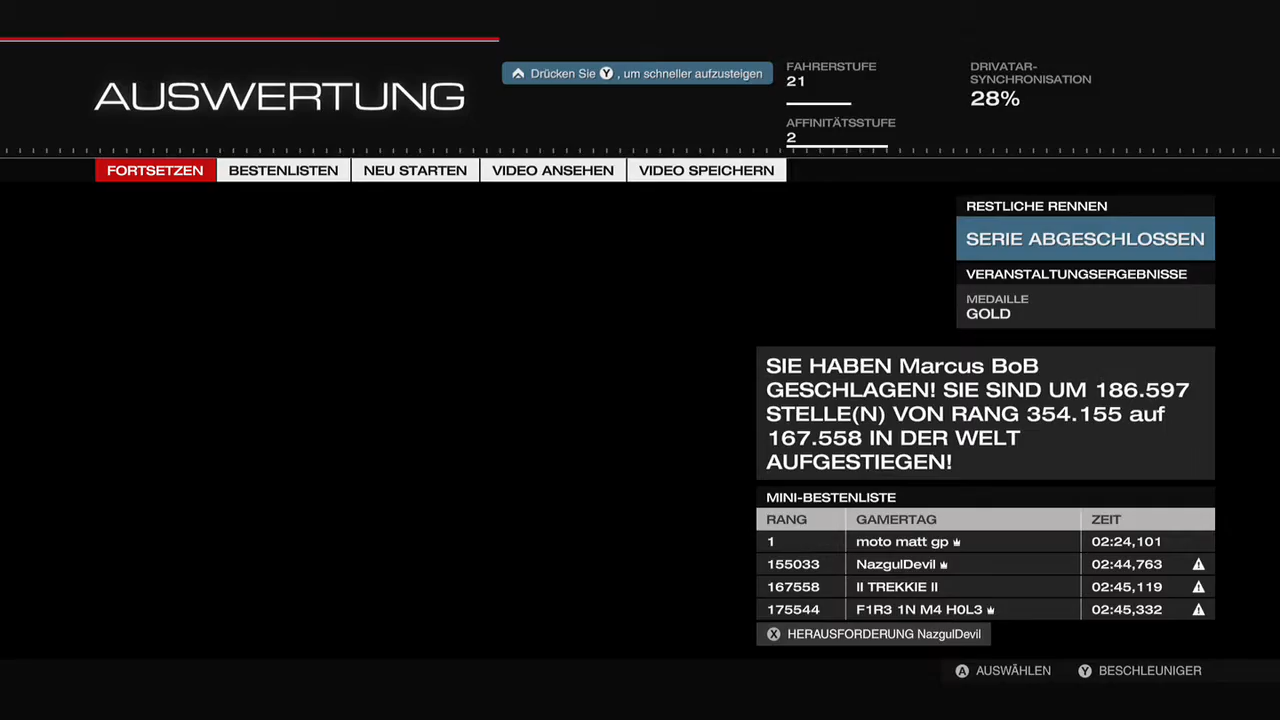 AUSWERTUNG
Drücken Sie Y , um schneller aufzusteigen
FAHRERSTUFE
21
AFFINITÄTSSTUFE
2
DRIVATAR-
SYNCHRONISATION
28%
FORTSETZEN BESTENLISTEN NEU STARTEN VIDEO ANSEHEN VIDEO SPEICHERN
RESTLICHE RENNEN
SERIE ABGESCHLOSSEN
VERANSTALTUNGSERGEBNISSE
MEDAILLE
GOLD
SIE HABEN Marcus BoB
GESCHLAGEN! SIE SIND UM 186.597
STELLE(N) VON RANG 354.155 auf
167.558 IN DER WELT
AUFGESTIEGEN!
MINI-BESTENLISTE
RANG GAMERTAG ZEIT
1 moto matt gp 02:24,101
155033 NazgulDevil 02:44,763
167558 II TREKKIE II 02:45,119
175544 F1R3 1N M4 H0L3 02:45,332
X HERAUSFORDERUNG NazgulDevil
A AUSWÄHLEN Y BESCHLEUNIGER